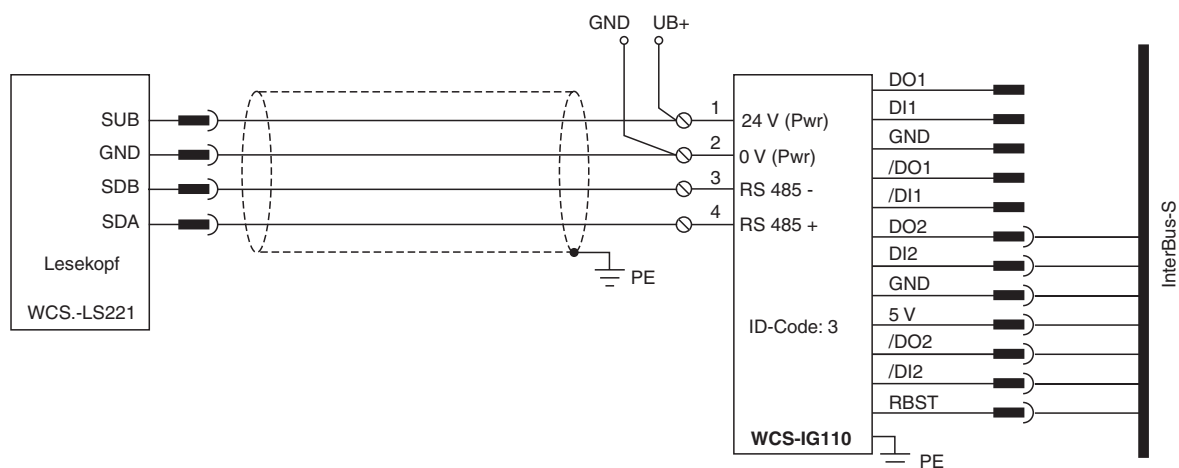 GND UB+
SUB
GND
SDB
SDA
Lesekopf
WCS.-LS221
PE
1
2
3
4
24 V (Pwr)
0 V (Pwr)
RS 485 -
RS 485 +
ID-Code: 3
WCS-IG110
PE
DO1
DI1
GND
/DO1
/DI1
DO2
DI2
GND
5 V
/DO2
/DI2
RBST
InterBus-S